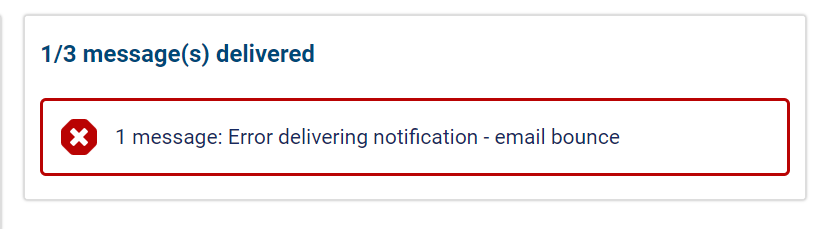 1/3 message(s) delivered
1 message: Error delivering notification - email bounce